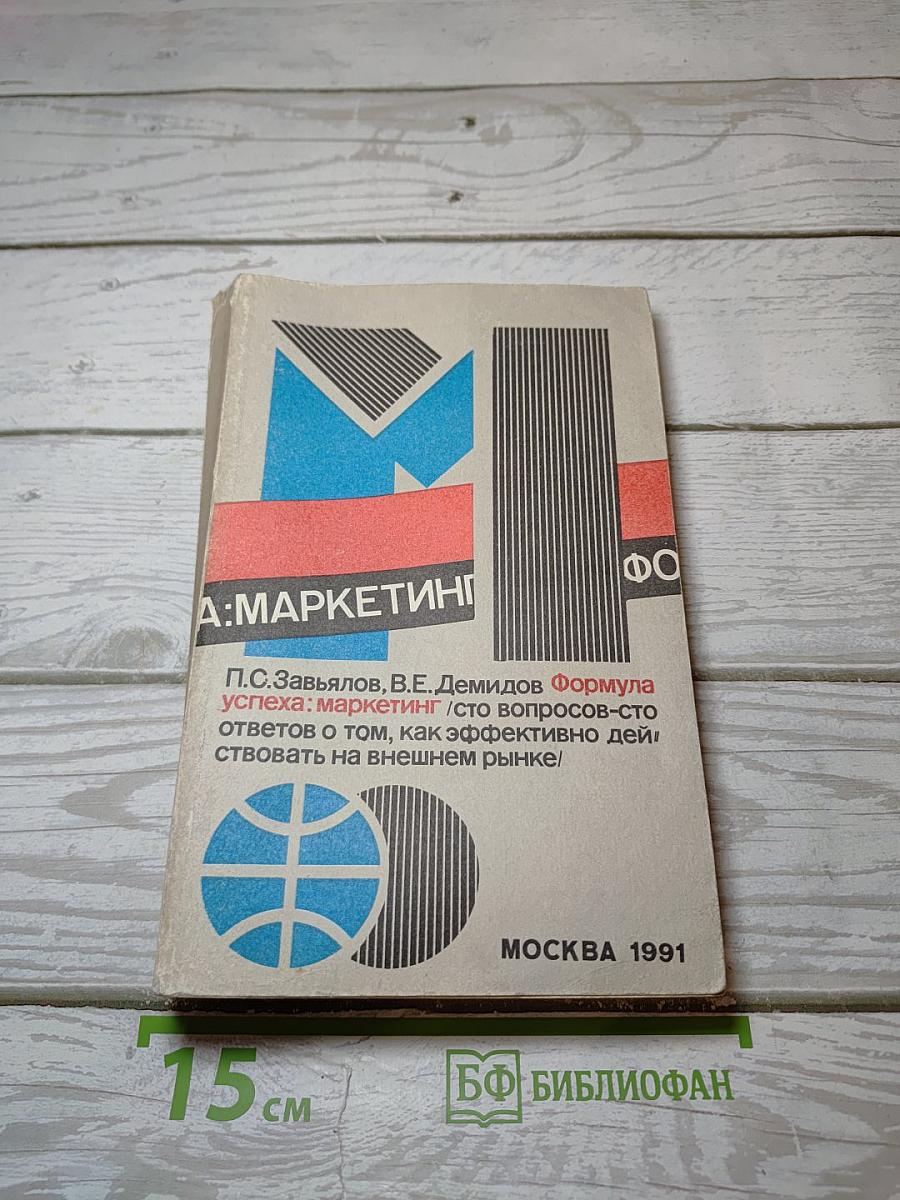 А:МАРКЕТИНГ
ФО
П.С.Завьялов, В.Е.Демидов Формула
успеха: маркетинг /сто вопросов-сто
ответов о том, как эффективно дей-
ствовать на внешнем рынке/
МОСКВА 1991
15 см
БФ БИБЛИОФАН